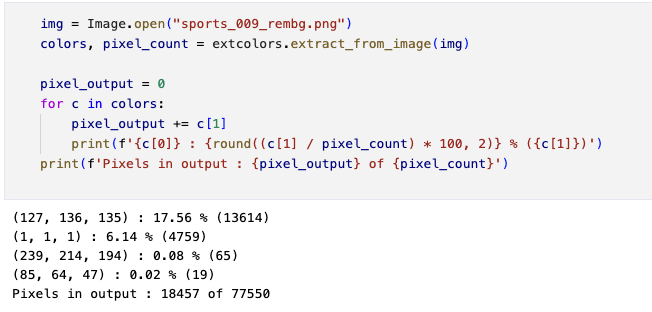 img = Image.open("sports_009_rembg.png")
colors, pixel_count = extcolors.extract_from_image(img)
pixel_output = 0
for c in colors:
    pixel_output += c[1]
    print(f'{c[0]} : {round((c[1] / pixel_count) * 100, 2)} % ({c[1]})')
print(f'Pixels in output : {pixel_output} of {pixel_count}')
(127, 136, 135) : 17.56 % (13614)
(1, 1, 1) : 6.14 % (4759)
(239, 214, 194) : 0.08 % (65)
(85, 64, 47) : 0.02 % (19)
Pixels in output : 18457 of 77550